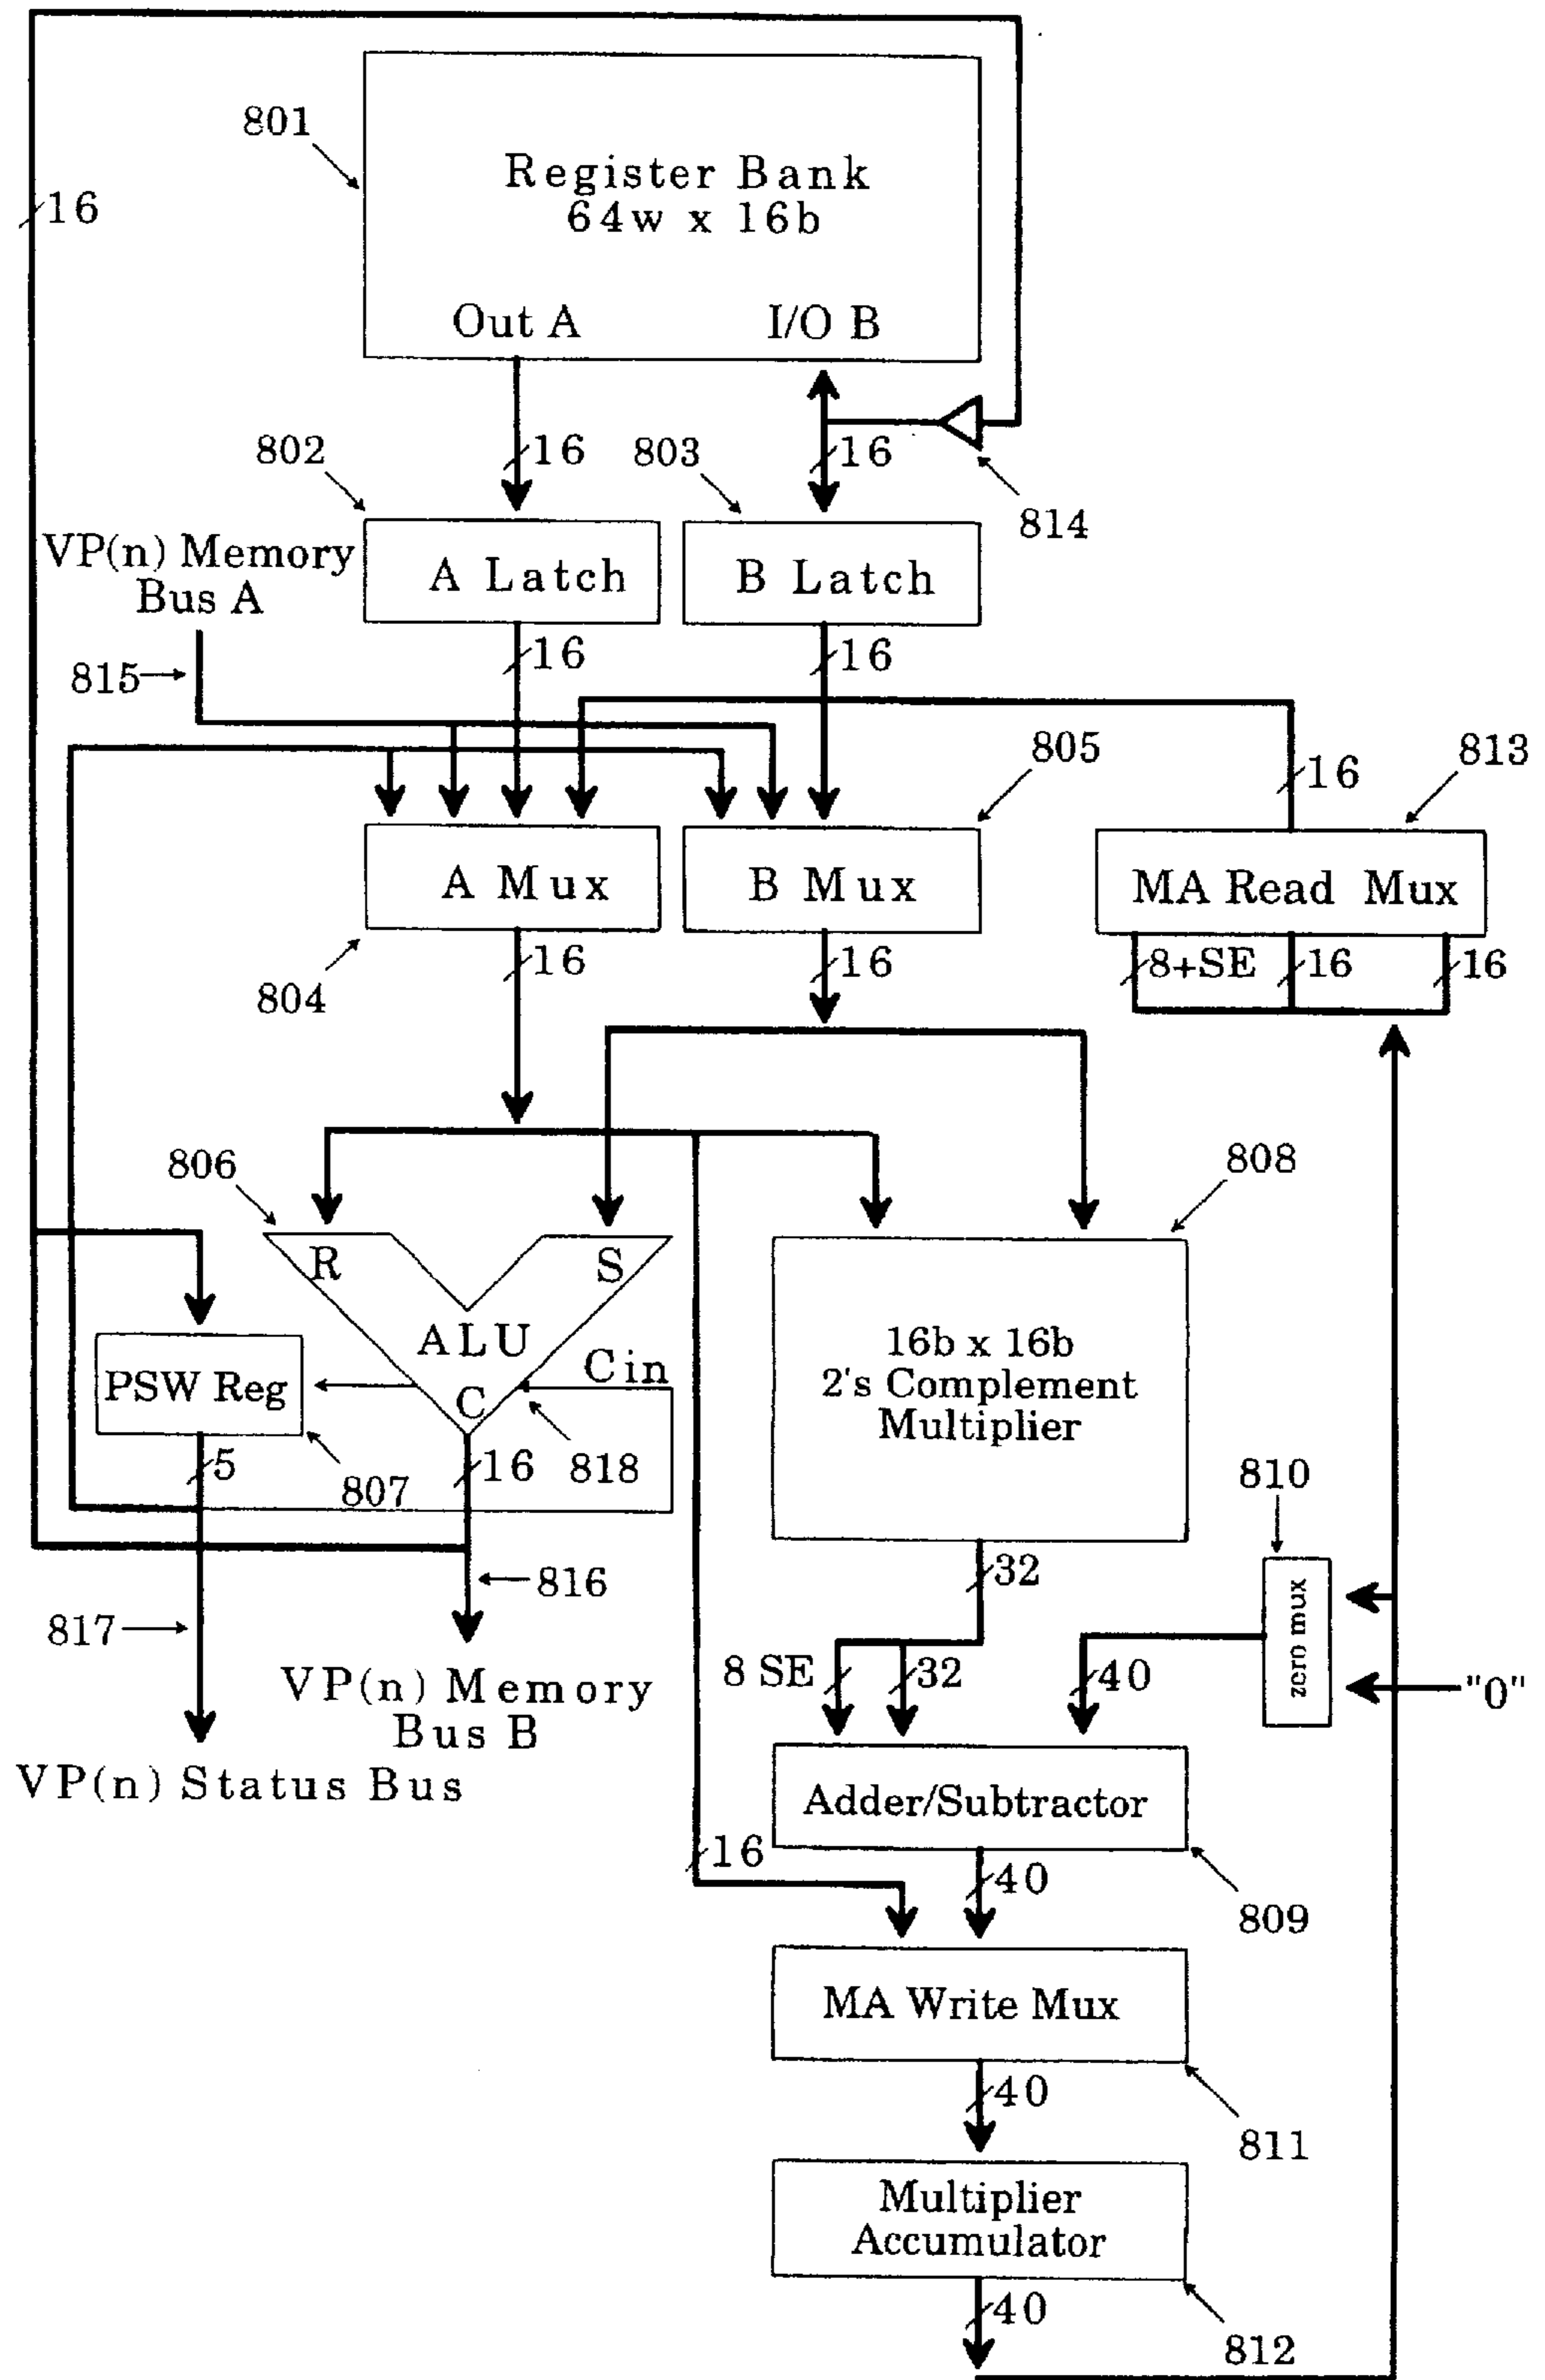 801
Register Bank
64w x 16b
16
Out A
I/O B
802
16
803
16
814
VP(n) Memory
Bus A
A Latch
B Latch
815
16
16
805
813
16
A Mux
B Mux
MA Read Mux
804
16
16
8+SE
16
16
806
808
R
S
ALU
C
Cin
PSW Reg
16b x 16b
2's Complement
Multiplier
5
807
16
818
810
32
816
817
8 SE
32
40
zero mux
"0"
VP(n) Memory
Bus B
VP(n) Status Bus
Adder/Subtractor
16
40
809
MA Write Mux
40
811
Multiplier
Accumulator
40
812